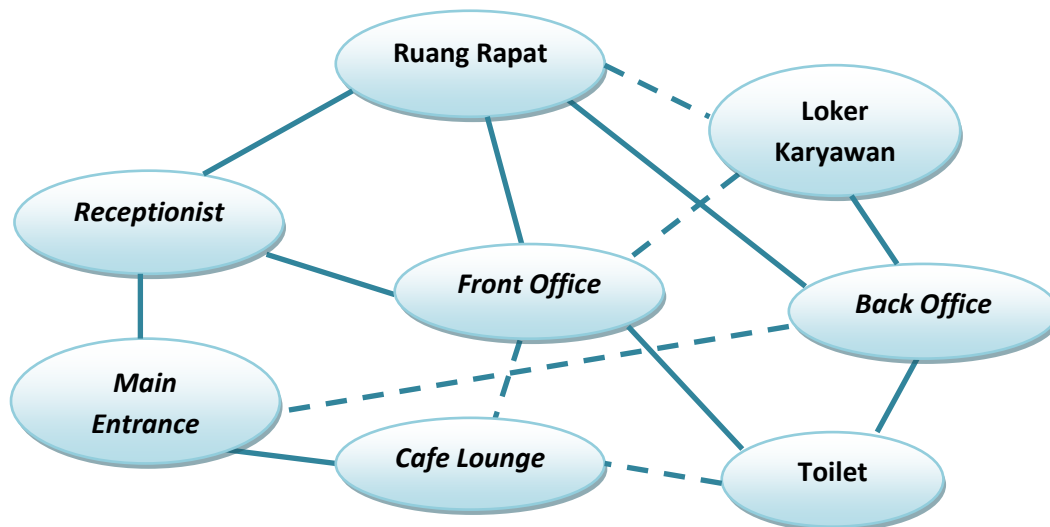 Ruang Rapat
Loker
Karyawan
Receptionist
Front Office
Back Office
Main
Entrance
Cafe Lounge
Toilet